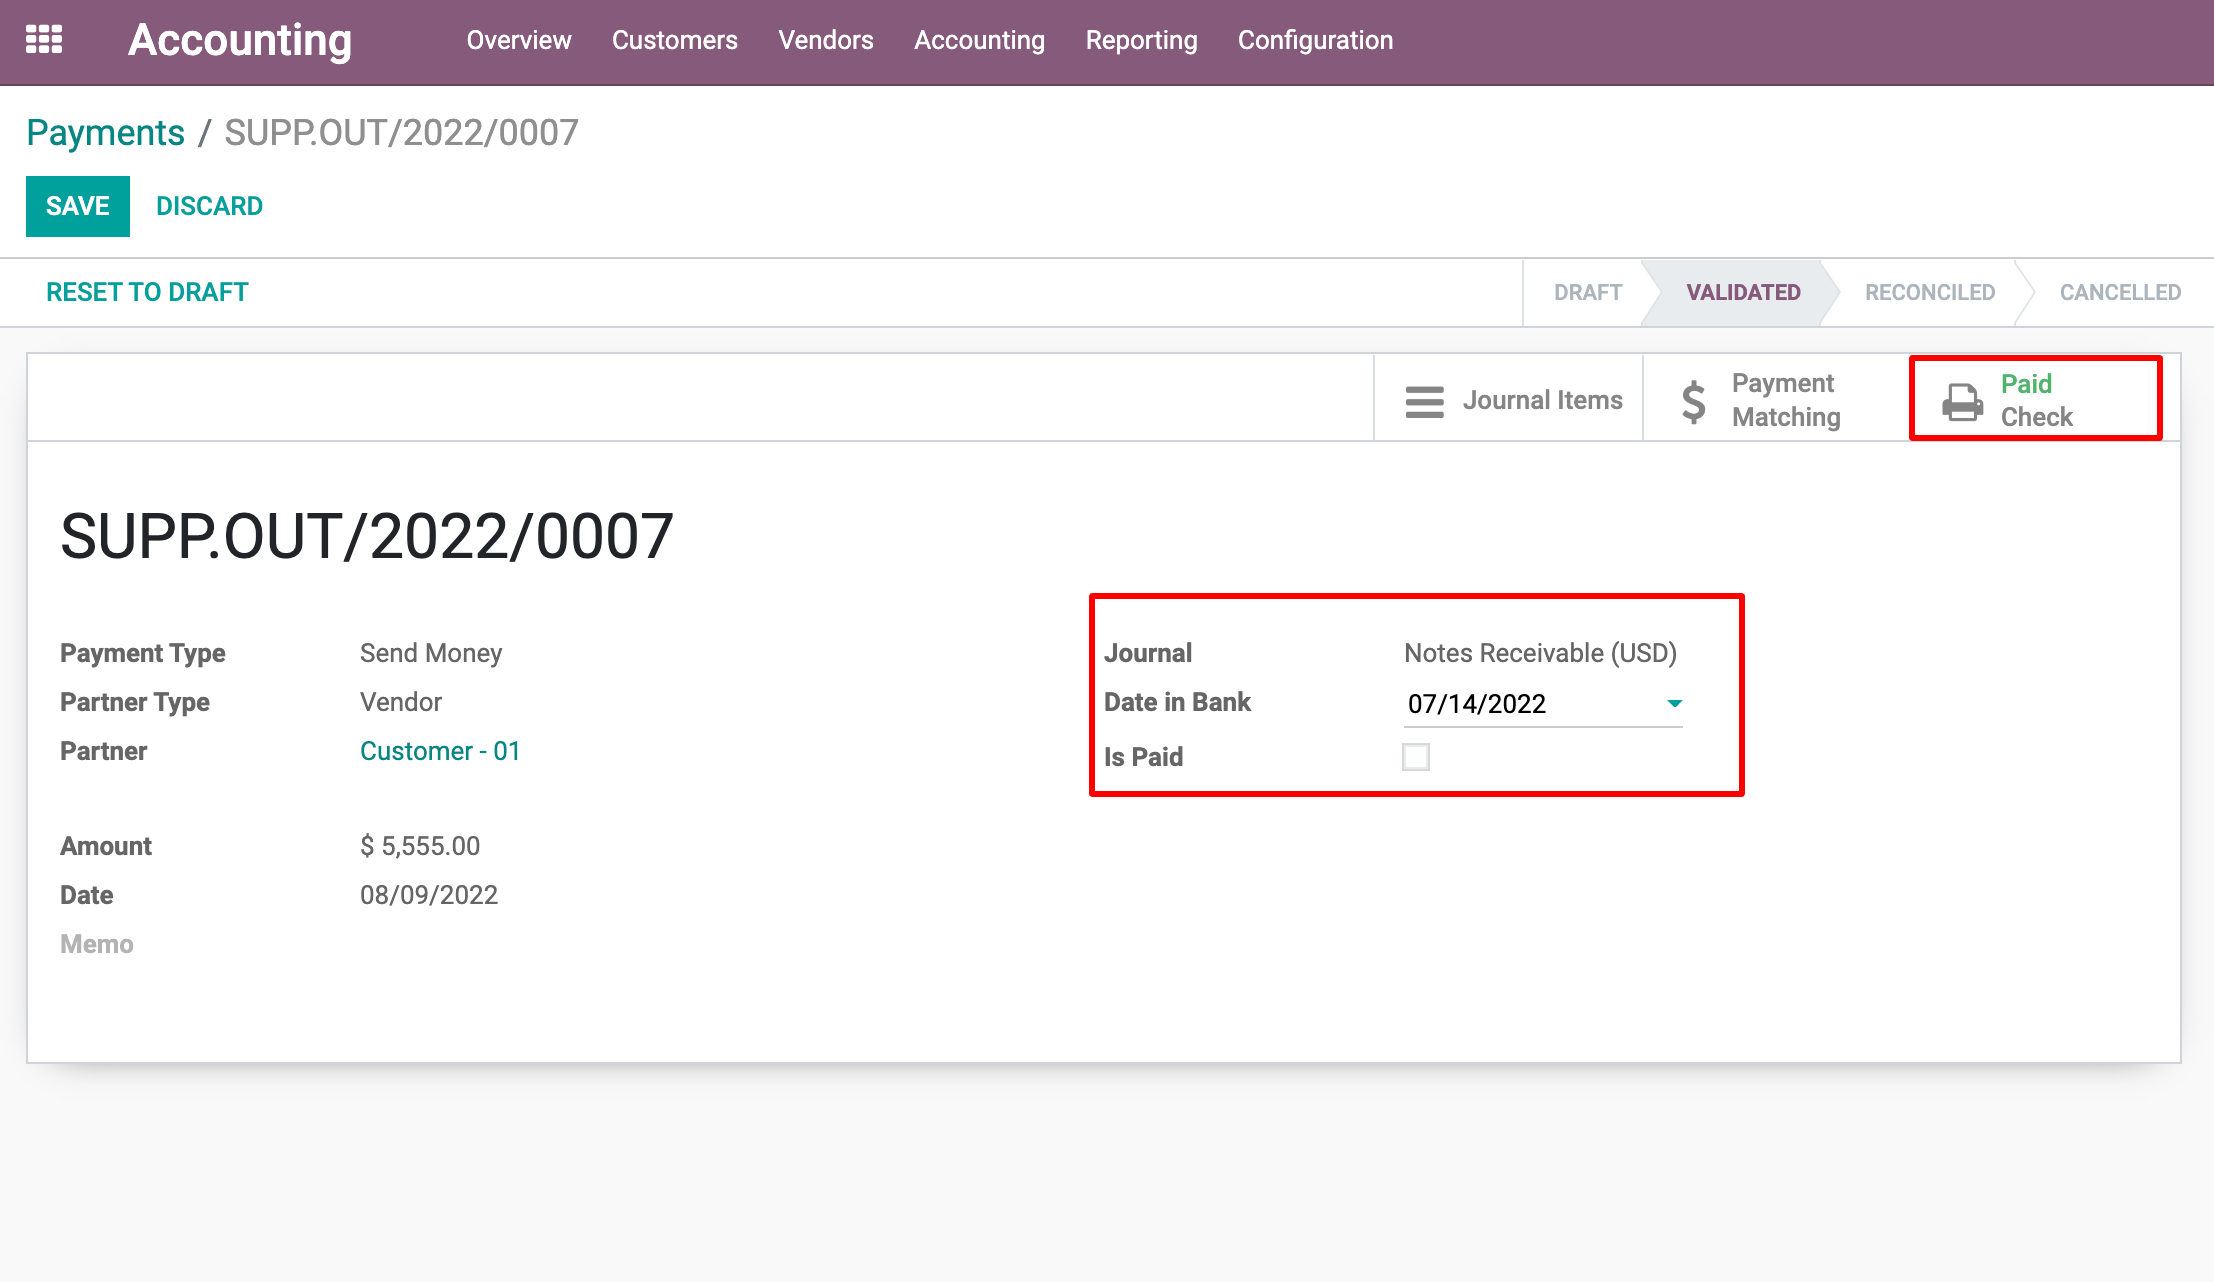 Accounting Overview Customers Vendors Accounting Reporting Configuration
Payments / SUPP.OUT/2022/0007
SAVE DISCARD
RESET TO DRAFT DRAFT VALIDATED RECONCILED CANCELLED
Journal Items
Payment
Matching
Paid
Check
SUPP.OUT/2022/0007
Payment Type Send Money
Partner Type Vendor
Partner Customer - 01
Amount $ 5,555.00
Date 08/09/2022
Memo
Journal Notes Receivable (USD)
Date in Bank 07/14/2022
Is Paid